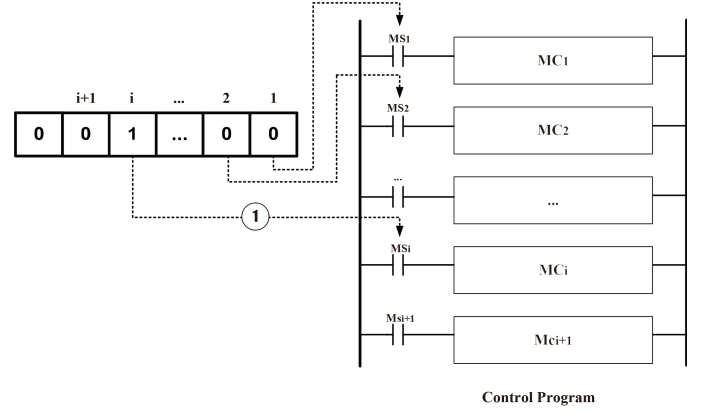 MS1
MC1
i+1 i ... 2 1
MS2
0 0 1 ... 0 0
MC2
...
...
1
MSi
MCi
Msi+1
Mci+1
Control Program